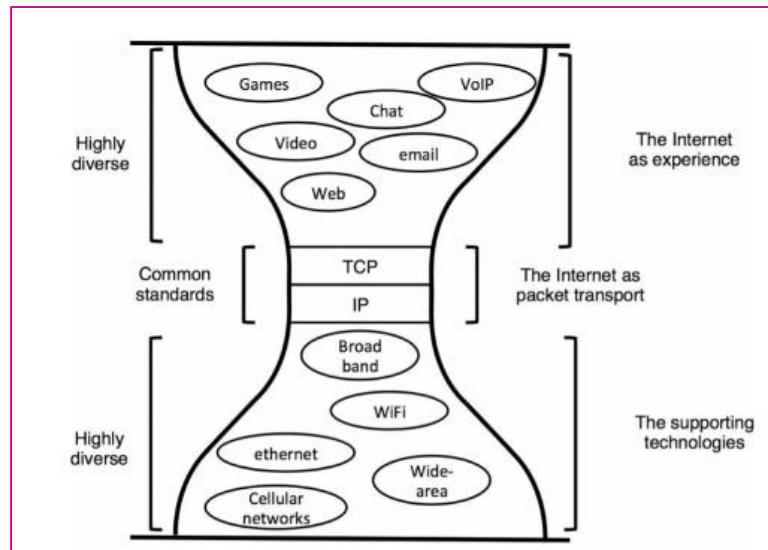 Games
VoIP
Chat
Video
email
Web
Highly
diverse
The Internet
as experience
TCP
IP
Common
standards
The Internet as
packet transport
Broad
band
WiFi
ethernet
Wide-
area
Cellular
networks
Highly
diverse
The supporting
technologies